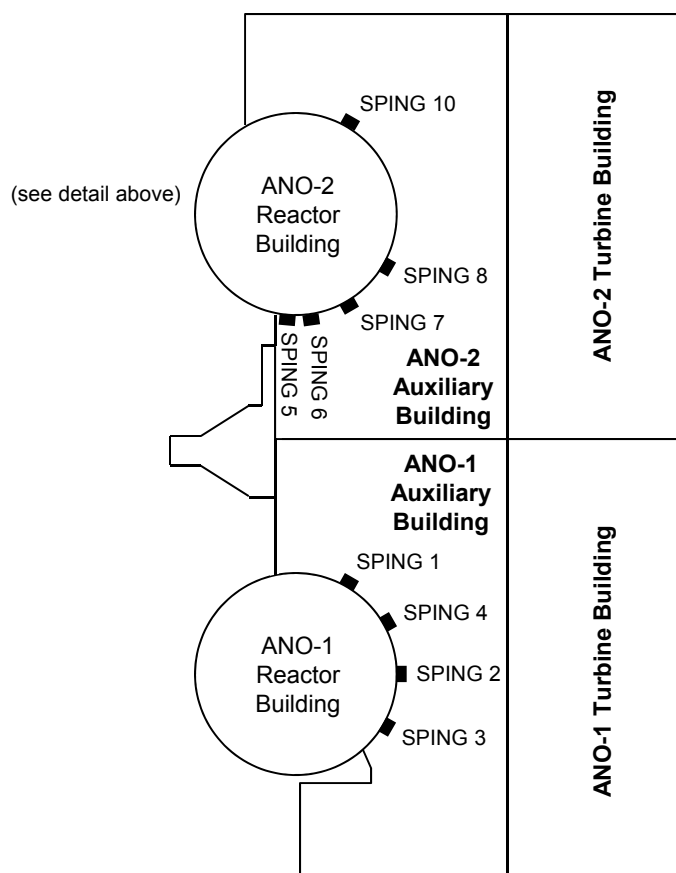 SPING 10
(see detail above)
ANO-2
Reactor
Building
SPING 8
SPING 7
SPING 5
SPING 6
ANO-2
Auxiliary
Building
ANO-2 Turbine Building
ANO-1
Auxiliary
Building
SPING 1
SPING 4
ANO-1
Reactor
Building
SPING 2
SPING 3
ANO-1 Turbine Building